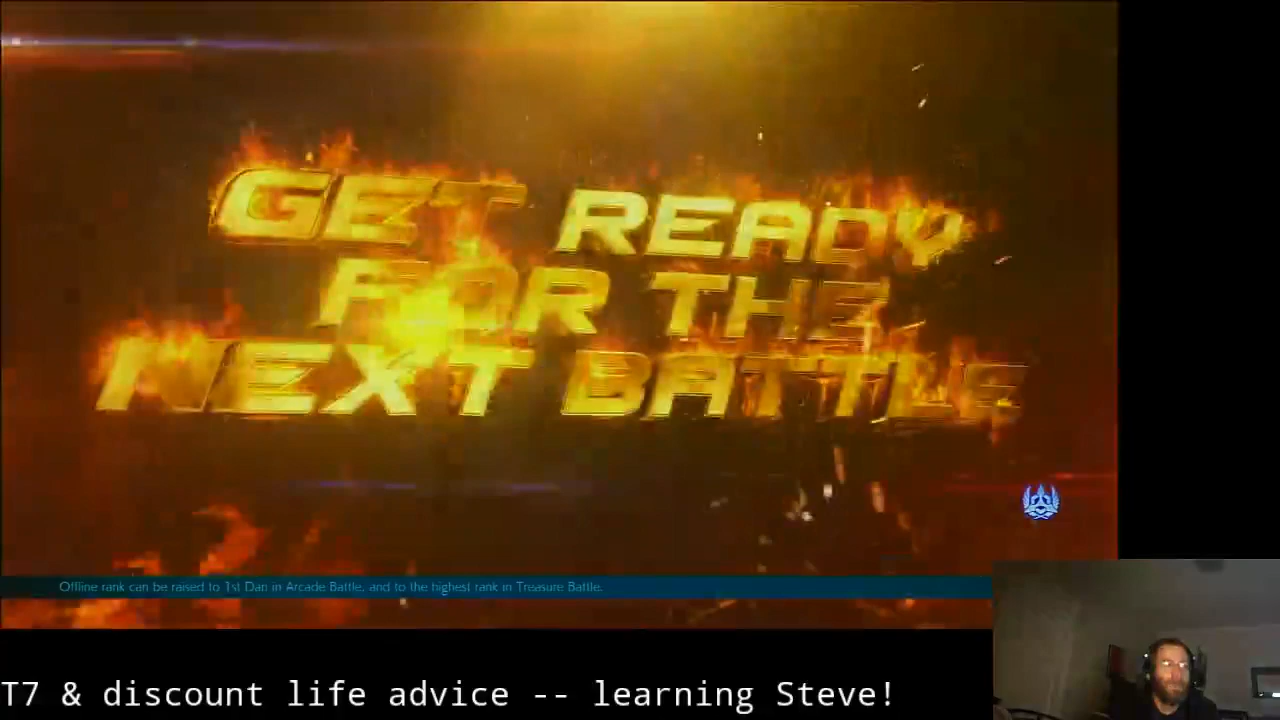 GET READY
FOR THE
NEXT BATTLE
Offline rank can be raised to 1st Dan in Arcade Battle, and to the highest rank in Treasure Battle.
T7 & discount life advice -- learning Steve!